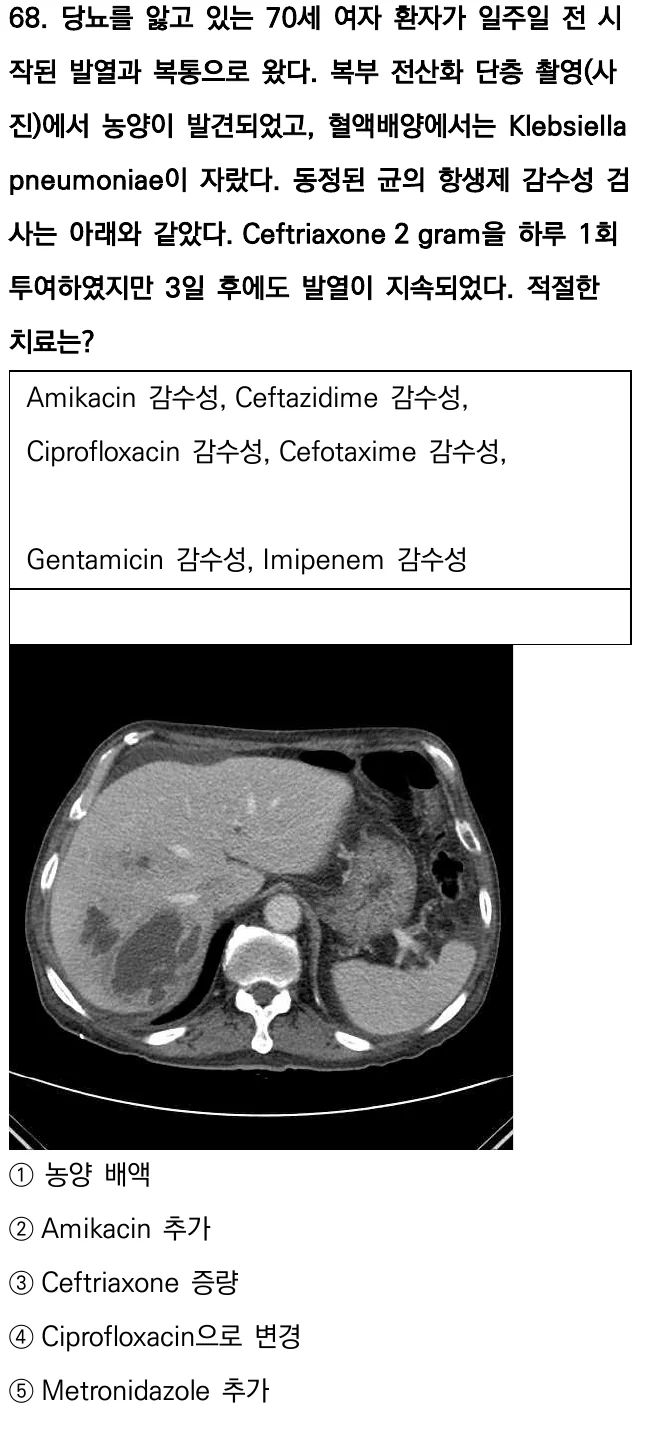 68. 당뇨를 앓고 있는 70세 여자 환자가 일주일 전 시
작된 발열과 복통으로 왔다. 복부 전산화 단층 촬영(사
진)에서 농양이 발견되었고, 혈액배양에서는 Klebsiella
pneumoniae이 자랐다. 동정된 균의 항생제 감수성 검
사는 아래와 같았다. Ceftriaxone 2 gram을 하루 1회
투여하였지만 3일 후에도 발열이 지속되었다. 적절한
치료는?
Amikacin 감수성, Ceftazidime 감수성,
Ciprofloxacin 감수성, Cefotaxime 감수성,
Gentamicin 감수성, Imipenem 감수성
① 농양 배액
② Amikacin 추가
③ Ceftriaxone 증량
④ Ciprofloxacin으로 변경
⑤ Metronidazole 추가